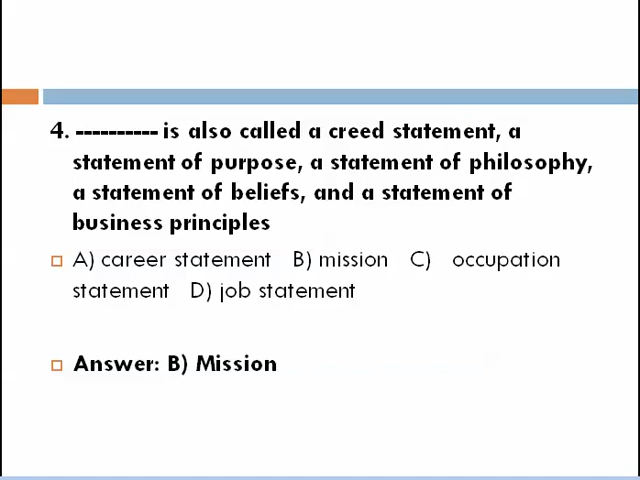 4. ---------- is also called a creed statement, a
statement of purpose, a statement of philosophy,
a statement of beliefs, and a statement of
business principles
A) career statement B) mission C) occupation
statement D) job statement
Answer: B) Mission